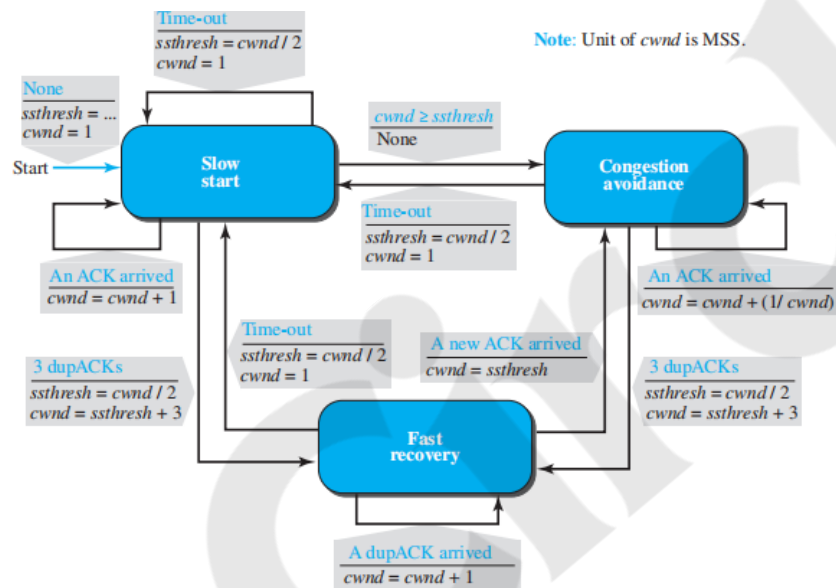 Time-out
ssthresh = cwnd / 2
cwnd = 1
Note: Unit of cwnd is MSS.
None
ssthresh = ...
cwnd = 1
cwnd ≥ ssthresh
None
Start
Slow
start
Congestion
avoidance
Time-out
ssthresh = cwnd / 2
cwnd = 1
An ACK arrived
cwnd = cwnd + 1
An ACK arrived
cwnd = cwnd + (1/ cwnd)
Time-out
ssthresh = cwnd / 2
cwnd = 1
A new ACK arrived
cwnd = ssthresh
3 dupACKs
ssthresh = cwnd / 2
cwnd = ssthresh + 3
3 dupACKs
ssthresh = cwnd / 2
cwnd = ssthresh + 3
Fast
recovery
A dupACK arrived
cwnd = cwnd + 1